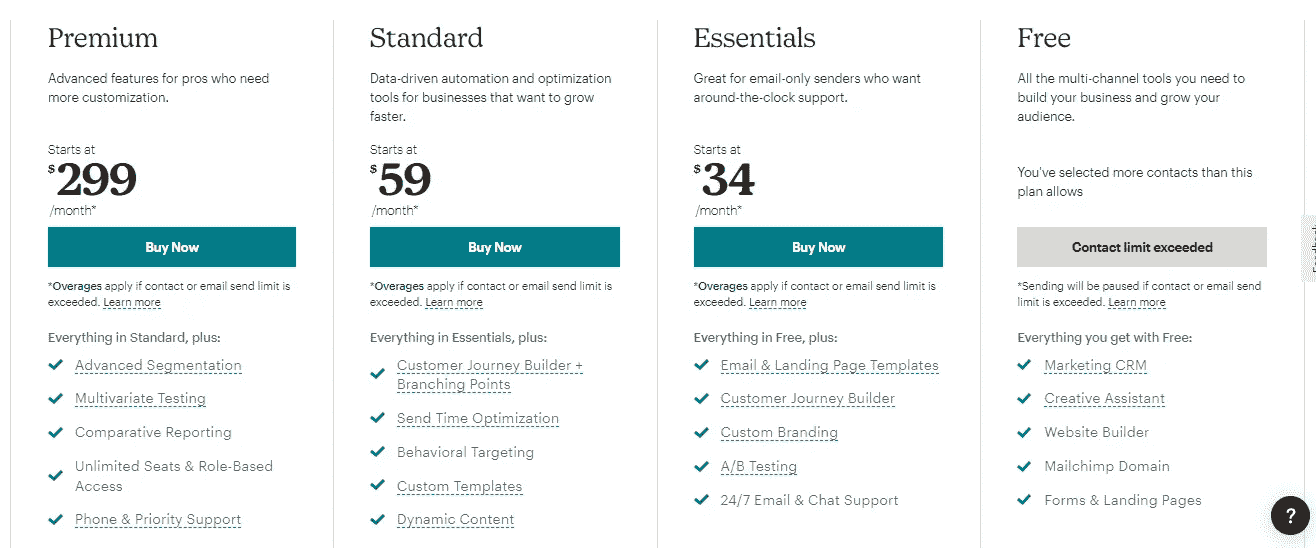 Premium
Advanced features for pros who need
more customization.
Starts at
$299
/month*
Buy Now
*Overages apply if contact or email send limit is
exceeded. Learn more
Everything in Standard, plus:
Advanced Segmentation
Multivariate Testing
Comparative Reporting
Unlimited Seats & Role-Based
Access
Phone & Priority Support
Standard
Data-driven automation and optimization
tools for businesses that want to grow
faster.
Starts at
$59
/month*
Buy Now
*Overages apply if contact or email send limit is
exceeded. Learn more
Everything in Essentials, plus:
Customer Journey Builder +
Branching Points
Send Time Optimization
Behavioral Targeting
Custom Templates
Dynamic Content
Essentials
Great for email-only senders who want
around-the-clock support.
Starts at
$34
/month*
Buy Now
*Overages apply if contact or email send limit is
exceeded. Learn more
Everything in Free, plus:
Email & Landing Page Templates
Customer Journey Builder
Custom Branding
A/B Testing
24/7 Email & Chat Support
Free
All the multi-channel tools you need to
build your business and grow your
audience.
You've selected more contacts than this
plan allows
Contact limit exceeded
*Sending will be paused if contact or email send
limit is exceeded. Learn more
Everything you get with Free:
Marketing CRM
Creative Assistant
Website Builder
Mailchimp Domain
Forms & Landing Pages
?